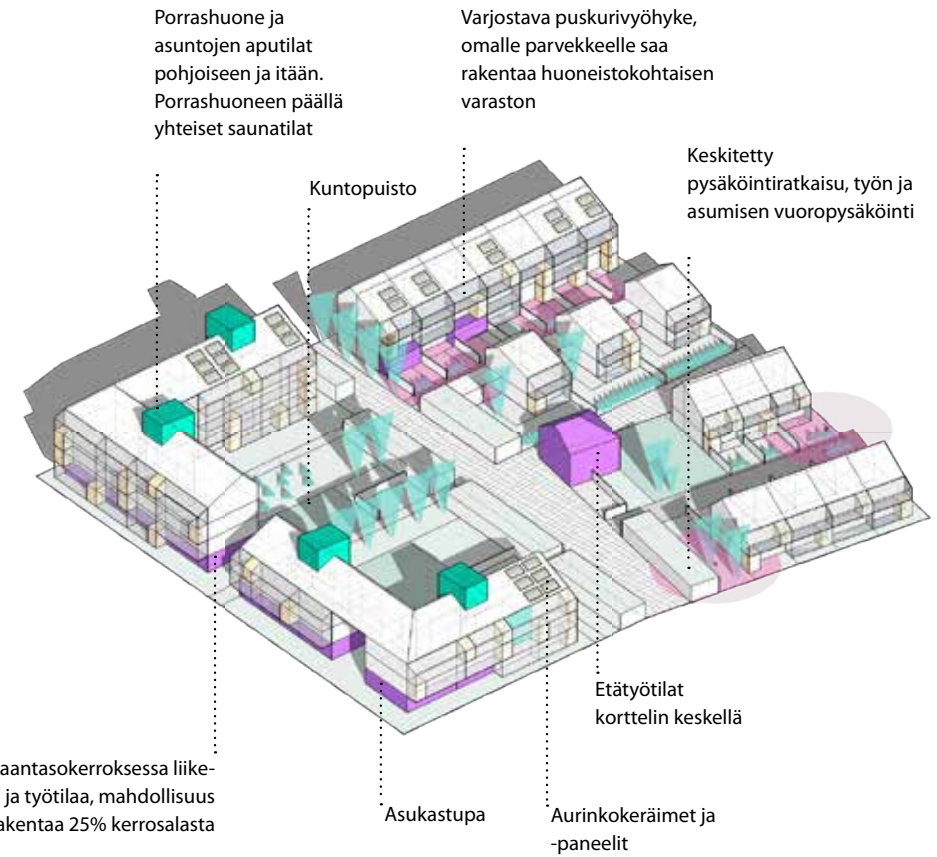 Porrashuone ja
asuntojen aputilat
pohjoiseen ja itään.
Porrashuoneen päällä
yhteiset saunatilat
Varjostava puskurivyöhyke,
omalle parvekkeelle saa
rakentaa huoneistokohtaisen
varaston
Keskitetty
pysäköintiratkaisu, työn ja
asumisen vuoropysäköinti
Kuntopuisto
Etätyötilat
korttelin keskellä
aantasokerroksessa liike-
ja työtilaa, mahdollisuus
akentaa 25% kerrosalasta
Asukastupa
Aurinkokeräimet ja
-paneelit